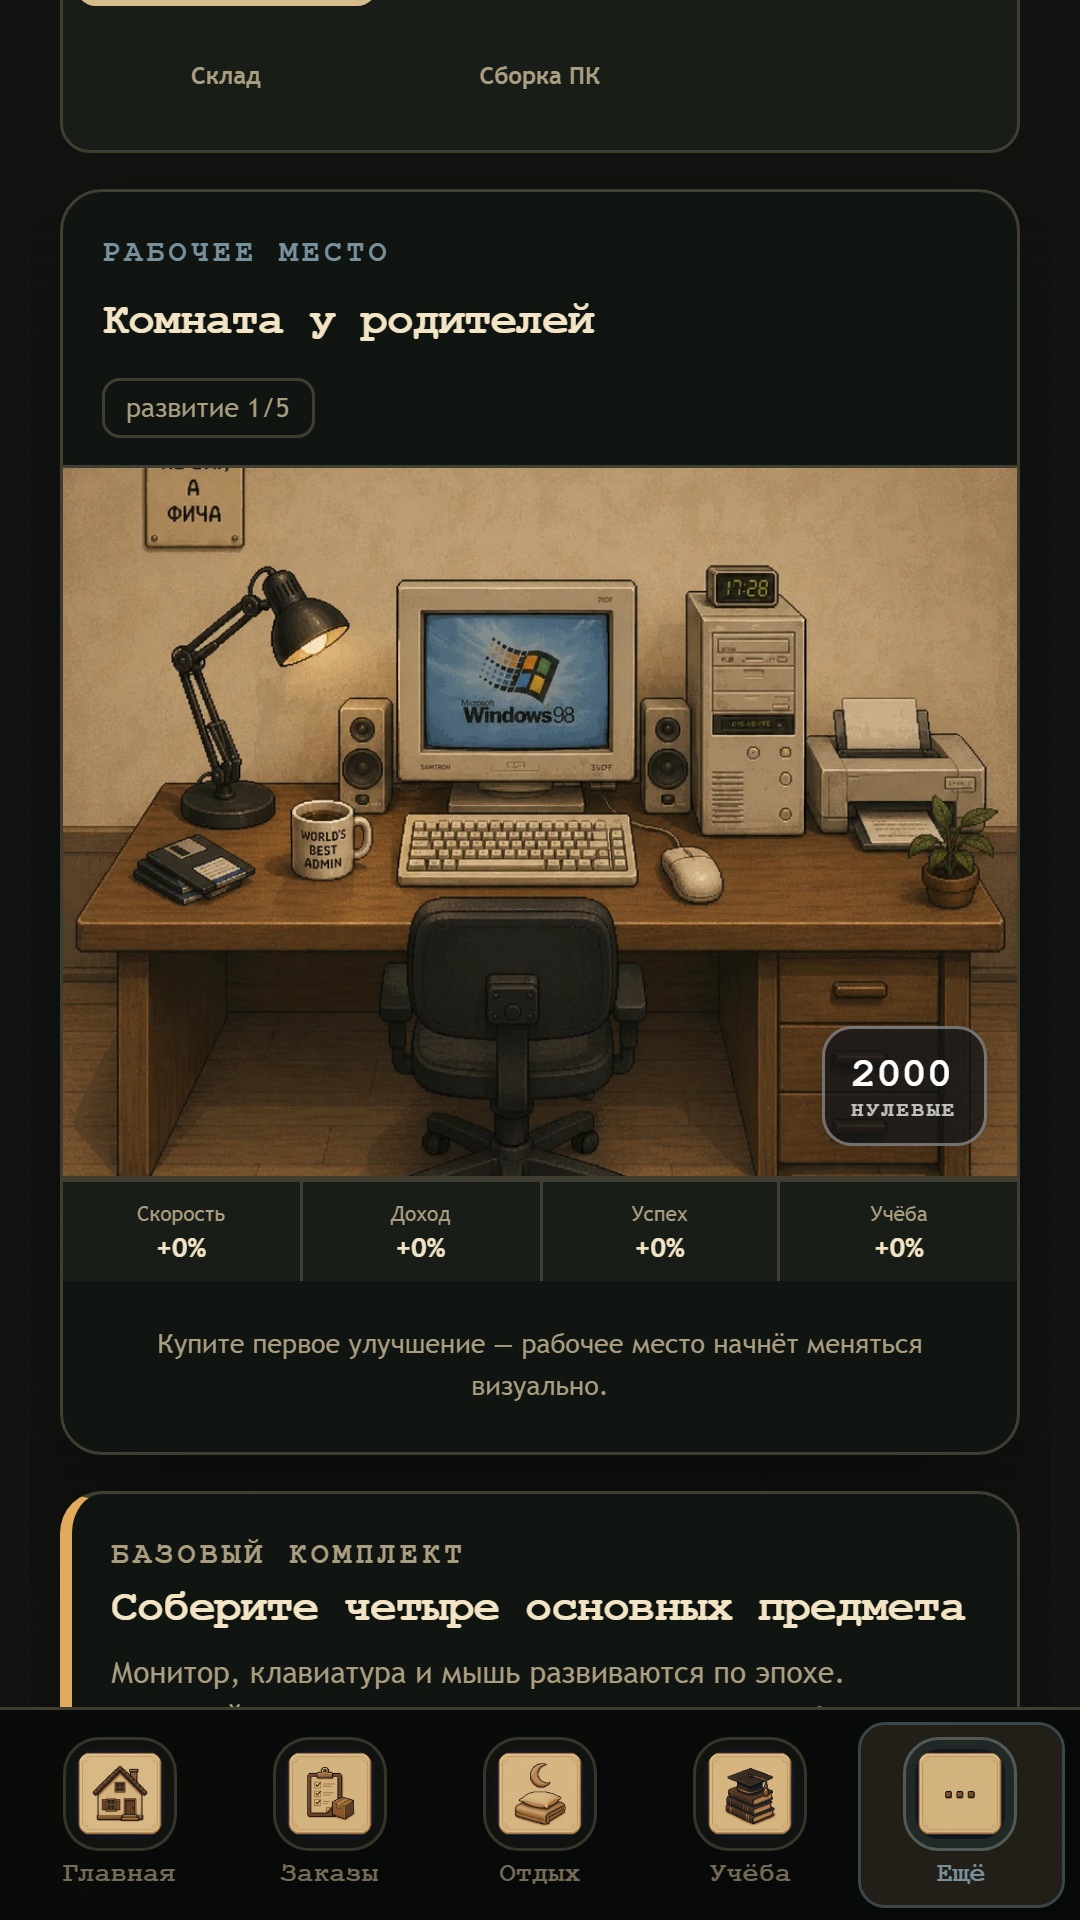 Склад
Сборка ПК
РАБОЧЕЕ МЕСТО
Комната у родителей
развитие 1/5
А
ФИЧА
17:28
Microsoft
Windows98
SAMTRON
WORLD'S
BEST
ADMIN
2000
НУЛЕВЫЕ
Скорость
+0%
Доход
+0%
Успех
+0%
Учёба
+0%
Купите первое улучшение — рабочее место начнёт меняться
визуально.
БАЗОВЫЙ КОМПЛЕКТ
Соберите четыре основных предмета
Монитор, клавиатура и мышь развиваются по эпохе.
Главная
Заказы
Отдых
Учёба
Ещё